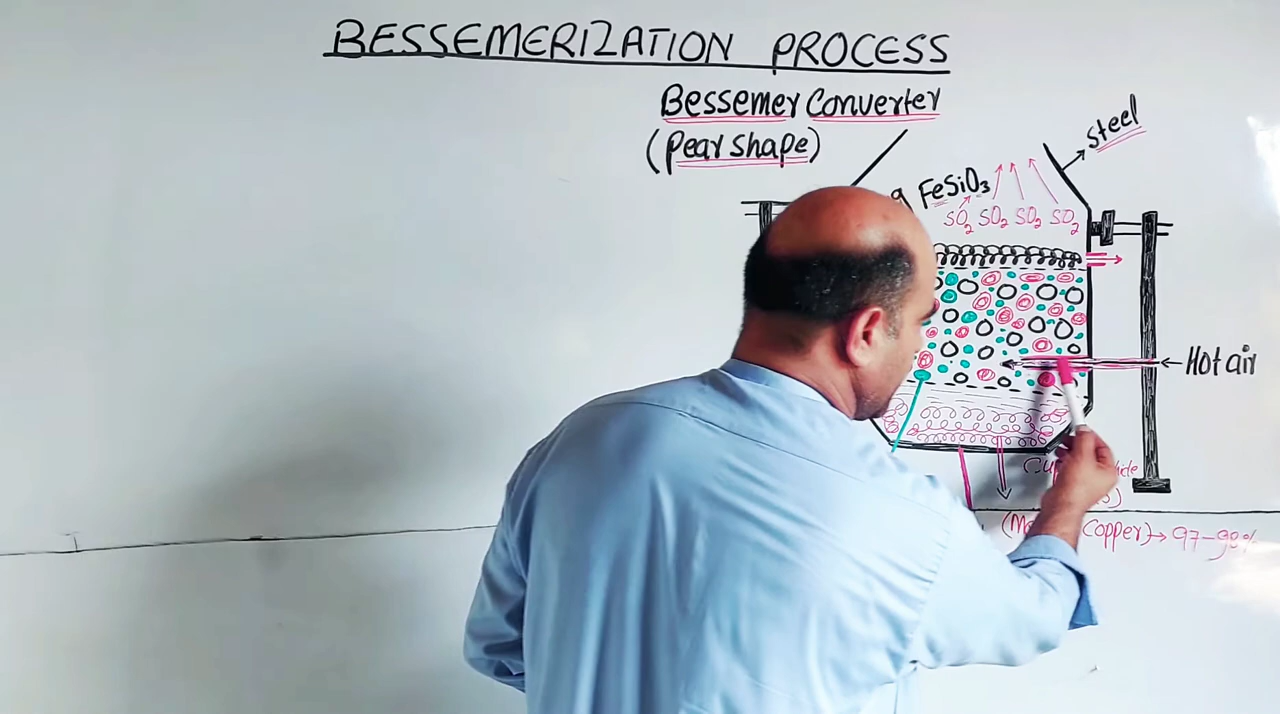 BESSEMERIZATION PROCESS
Bessemer Converter
(Pear shape)
Steel
g FeSiO3
SO2 SO2 SO2 SO2
Hot air
Copper) → 97-98%